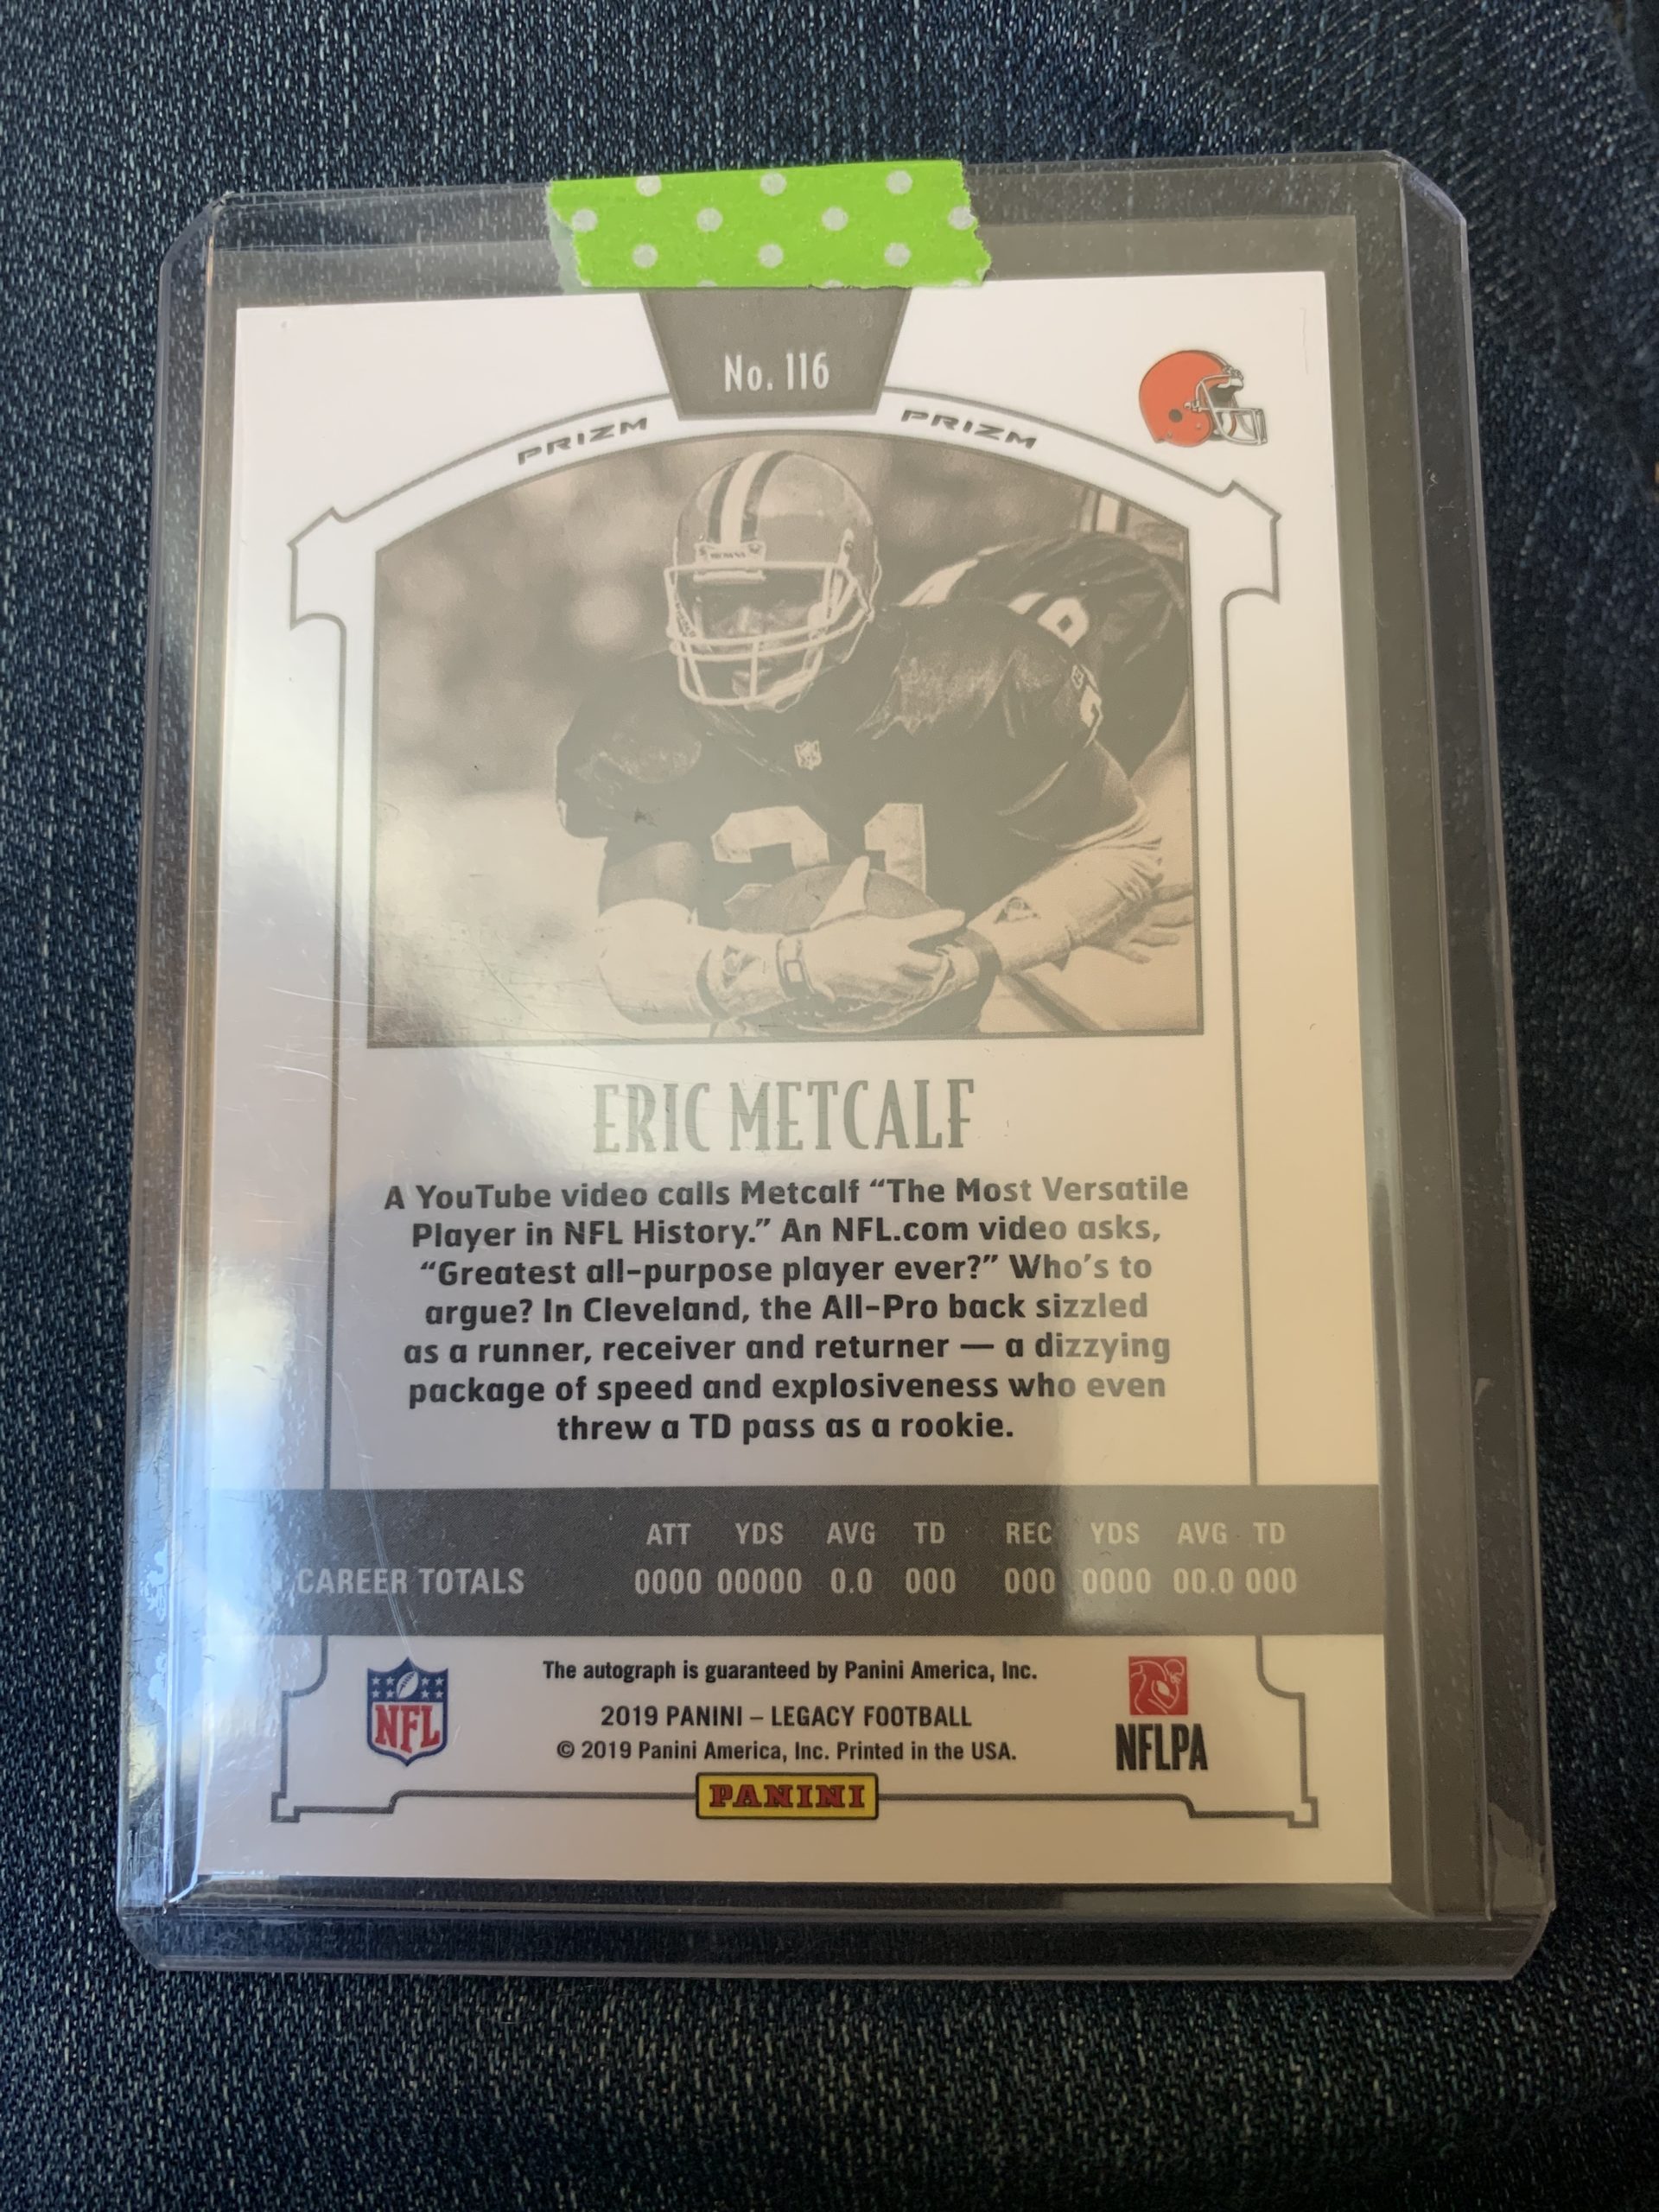 No. 116
PRIZM PRIZM
21
ERIC METCALF
A YouTube video calls Metcalf “The Most Versatile
Player in NFL History.” An NFL.com video asks,
“Greatest all-purpose player ever?” Who’s to
argue? In Cleveland, the All-Pro back sizzled
as a runner, receiver and returner — a dizzying
package of speed and explosiveness who even
threw a TD pass as a rookie.
ATT YDS AVG TD REC YDS AVG TD
CAREER TOTALS 0000 00000 0.0 000 000 0000 00.0 000
The autograph is guaranteed by Panini America, Inc.
2019 PANINI – LEGACY FOOTBALL
© 2019 Panini America, Inc. Printed in the USA.
NFL
NFLPA
PANINI